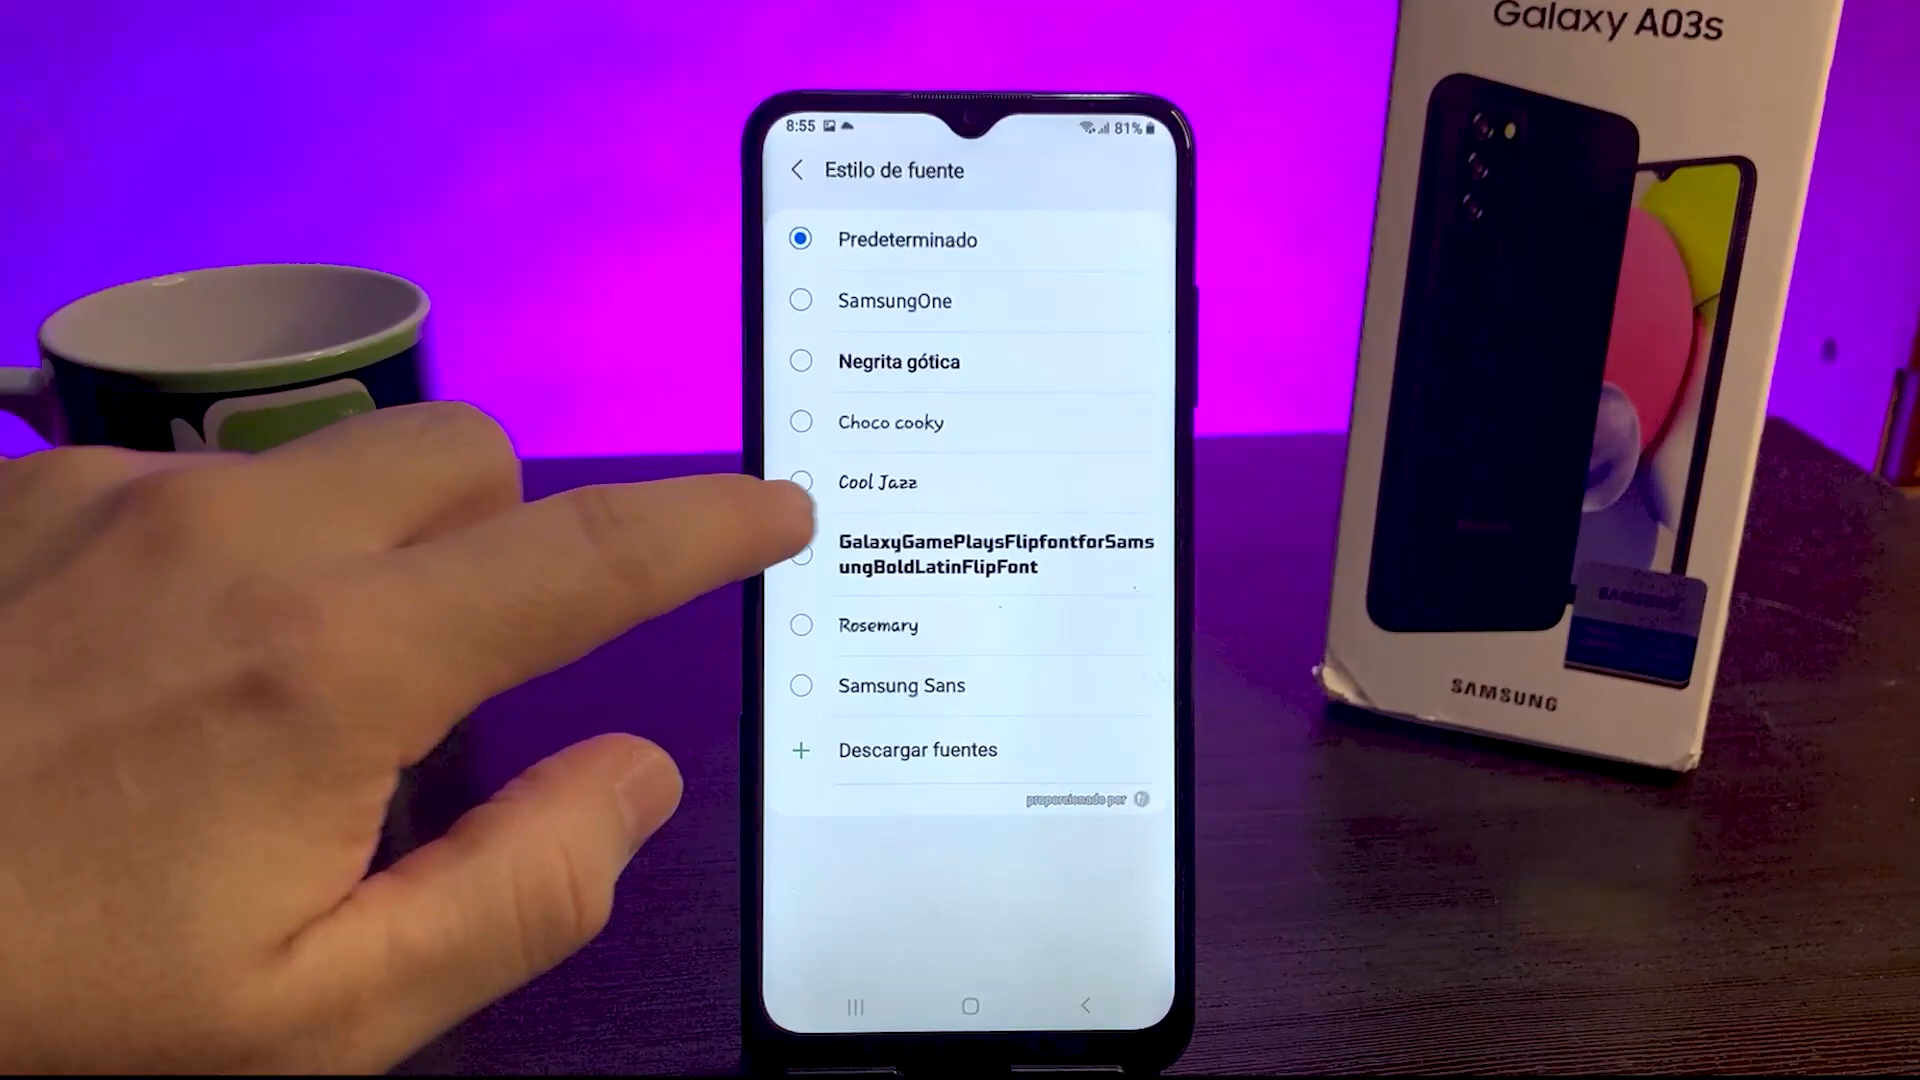 Galaxy A03s
8:55
81%
Estilo de fuente
Predeterminado
SamsungOne
Negrita gótica
Choco cooky
Cool Jazz
GalaxyGamePlaysFlipfontforSams
ungBoldLatinFlipFont
Rosemary
Samsung Sans
Descargar fuentes
proporcionado por
SAMSUNG
SAMSUNG